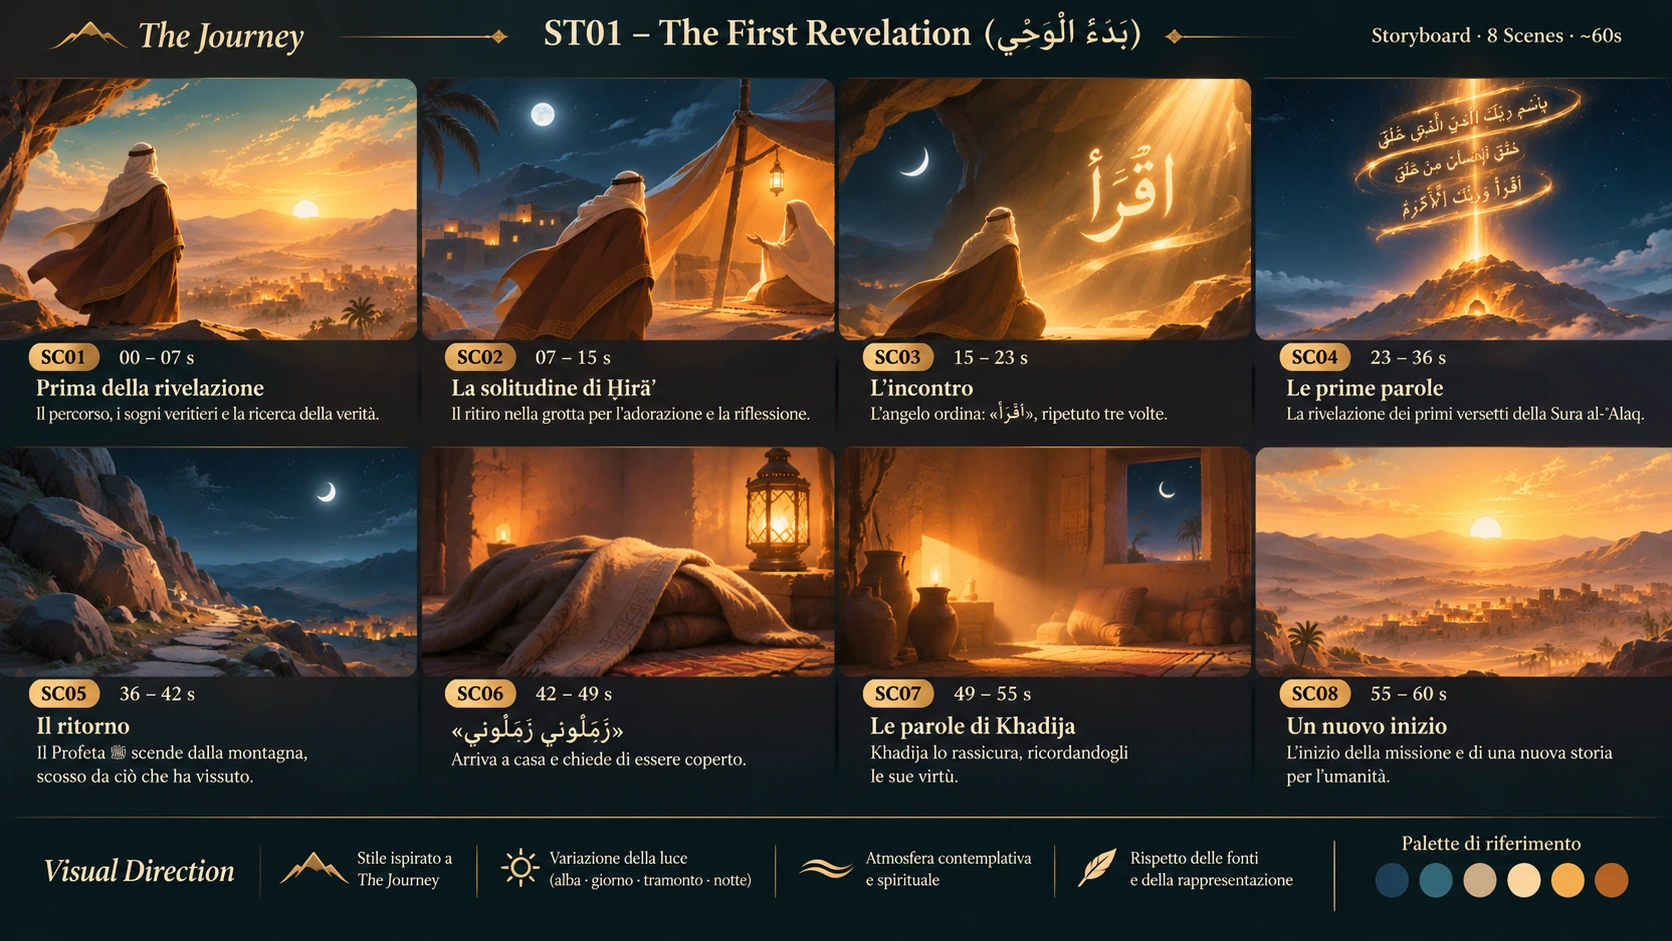 The Journey
ST01 – The First Revelation (بَدَءُ الْوَحْيِ)
Storyboard · 8 Scenes · ~60s
اقْرَأْ
خَلَقَ الْإِنسَانَ مِنْ عَلَقٍ
اقْرَأْ وَرَبُّكَ الْأَكْرَمُ
SC01 00 – 07 s
Prima della rivelazione
Il percorso, i sogni veritieri e la ricerca della verità.
SC02 07 – 15 s
La solitudine di Ḥirā’
Il ritiro nella grotta per l’adorazione e la riflessione.
SC03 15 – 23 s
L’incontro
L’angelo ordina: «اَقْرَأْ», ripetuto tre volte.
SC04 23 – 36 s
Le prime parole
La rivelazione dei primi versetti della Sura al-ʿAlaq.
SC05 36 – 42 s
Il ritorno
Il Profeta ﷺ scende dalla montagna,
scosso da ciò che ha vissuto.
SC06 42 – 49 s
«زَمِّلُوني زَمِّلُوني»
Arriva a casa e chiede di essere coperto.
SC07 49 – 55 s
Le parole di Khadija
Khadija lo rassicura, ricordandogli
le sue virtù.
SC08 55 – 60 s
Un nuovo inizio
L’inizio della missione e di una nuova storia
per l’umanità.
Visual Direction
Stile ispirato a
The Journey
Variazione della luce
(alba · giorno · tramonto · notte)
Atmosfera contemplativa
e spirituale
Rispetto delle fonti
e della rappresentazione
Palette di riferimento